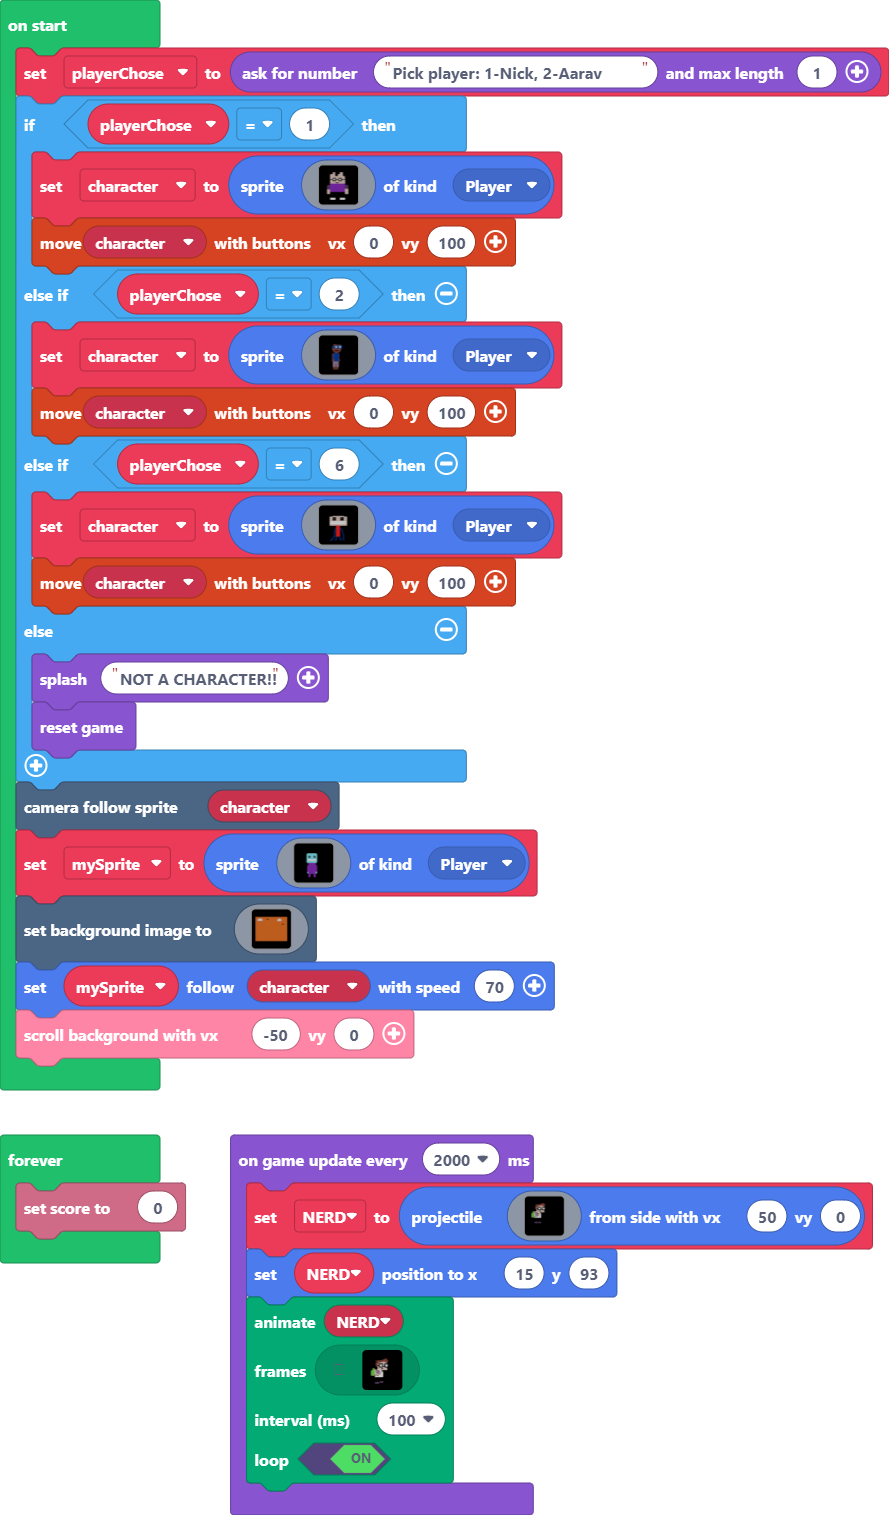 on start
set playerChose to ask for number "Pick player: 1-Nick, 2-Aarav" and max length 1
if playerChose = 1 then
set character to sprite of kind Player
move character with buttons vx 0 vy 100
else if playerChose = 2 then
set character to sprite of kind Player
move character with buttons vx 0 vy 100
else if playerChose = 6 then
set character to sprite of kind Player
move character with buttons vx 0 vy 100
else
splash "NOT A CHARACTER!!"
reset game
camera follow sprite character
set mySprite to sprite of kind Player
set background image to
set mySprite follow character with speed 70
scroll background with vx -50 vy 0
forever
set score to 0
on game update every 2000 ms
set NERD to projectile from side with vx 50 vy 0
set NERD position to x 15 y 93
animate NERD
frames
interval (ms) 100
loop ON